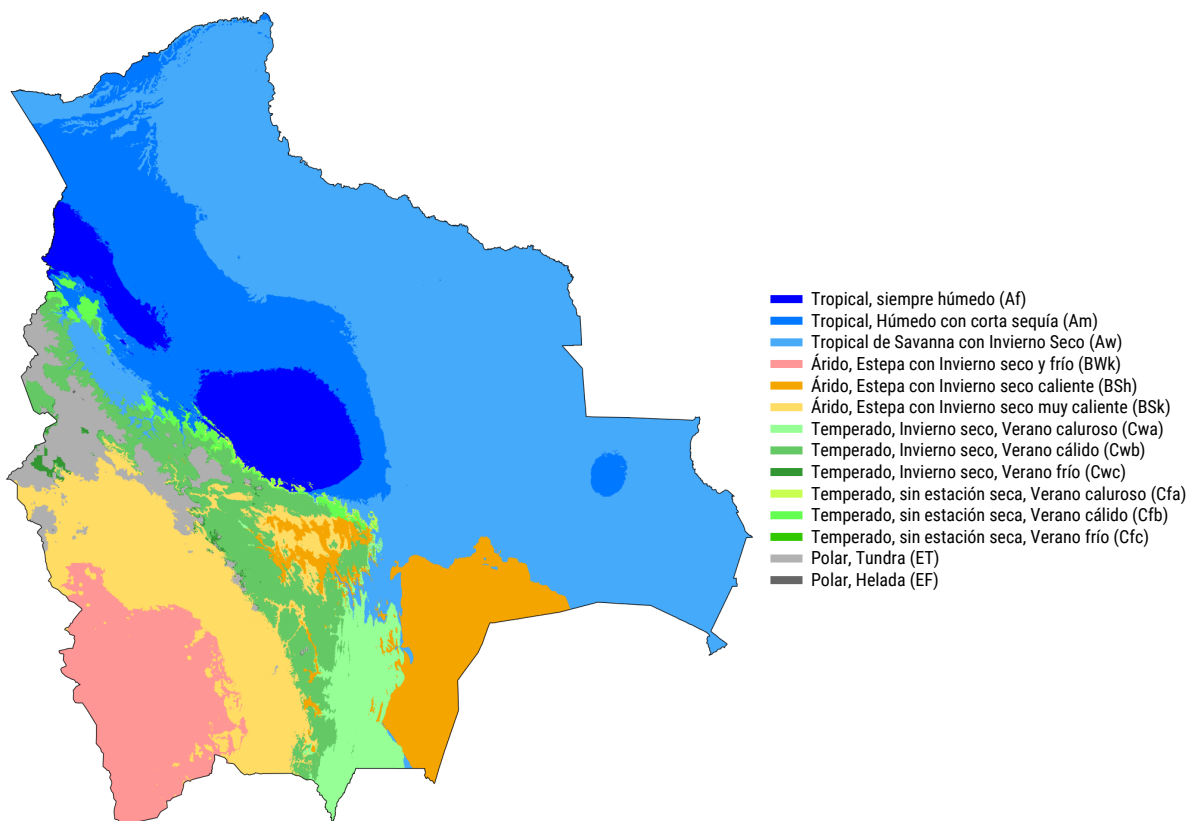 Tropical, siempre húmedo (Af)
Tropical, Húmedo con corta sequía (Am)
Tropical de Savanna con Invierno Seco (Aw)
Árido, Estepa con Invierno seco y frío (BWk)
Árido, Estepa con Invierno seco caliente (BSh)
Árido, Estepa con Invierno seco muy caliente (BSk)
Temperado, Invierno seco, Verano caluroso (Cwa)
Temperado, Invierno seco, Verano cálido (Cwb)
Temperado, Invierno seco, Verano frío (Cwc)
Temperado, sin estación seca, Verano caluroso (Cfa)
Temperado, sin estación seca, Verano cálido (Cfb)
Temperado, sin estación seca, Verano frío (Cfc)
Polar, Tundra (ET)
Polar, Helada (EF)